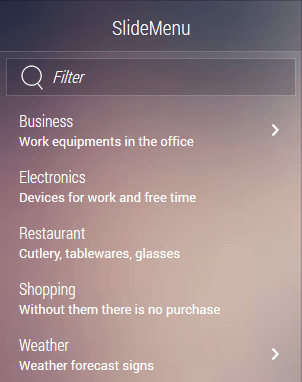 SlideMenu
Filter
Business
Work equipments in the office
Electronics
Devices for work and free time
Restaurant
Cutlery, tablewares, glasses
Shopping
Without them there is no purchase
Weather
Weather forecast signs